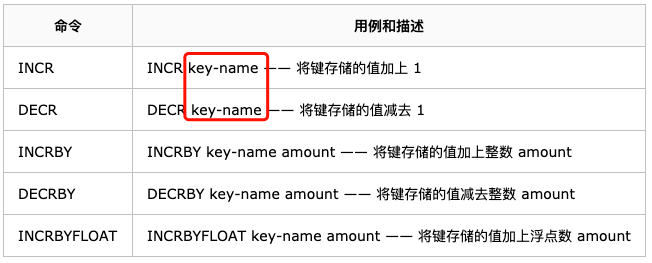 命令 用例和描述
INCR INCR key-name —— 将键存储的值加上 1
DECR DECR key-name —— 将键存储的值减去 1
INCRBY INCRBY key-name amount —— 将键存储的值加上整数 amount
DECRBY DECRBY key-name amount —— 将键存储的值减去整数 amount
INCRBYFLOAT INCRBYFLOAT key-name amount —— 将键存储的值加上浮点数 amount